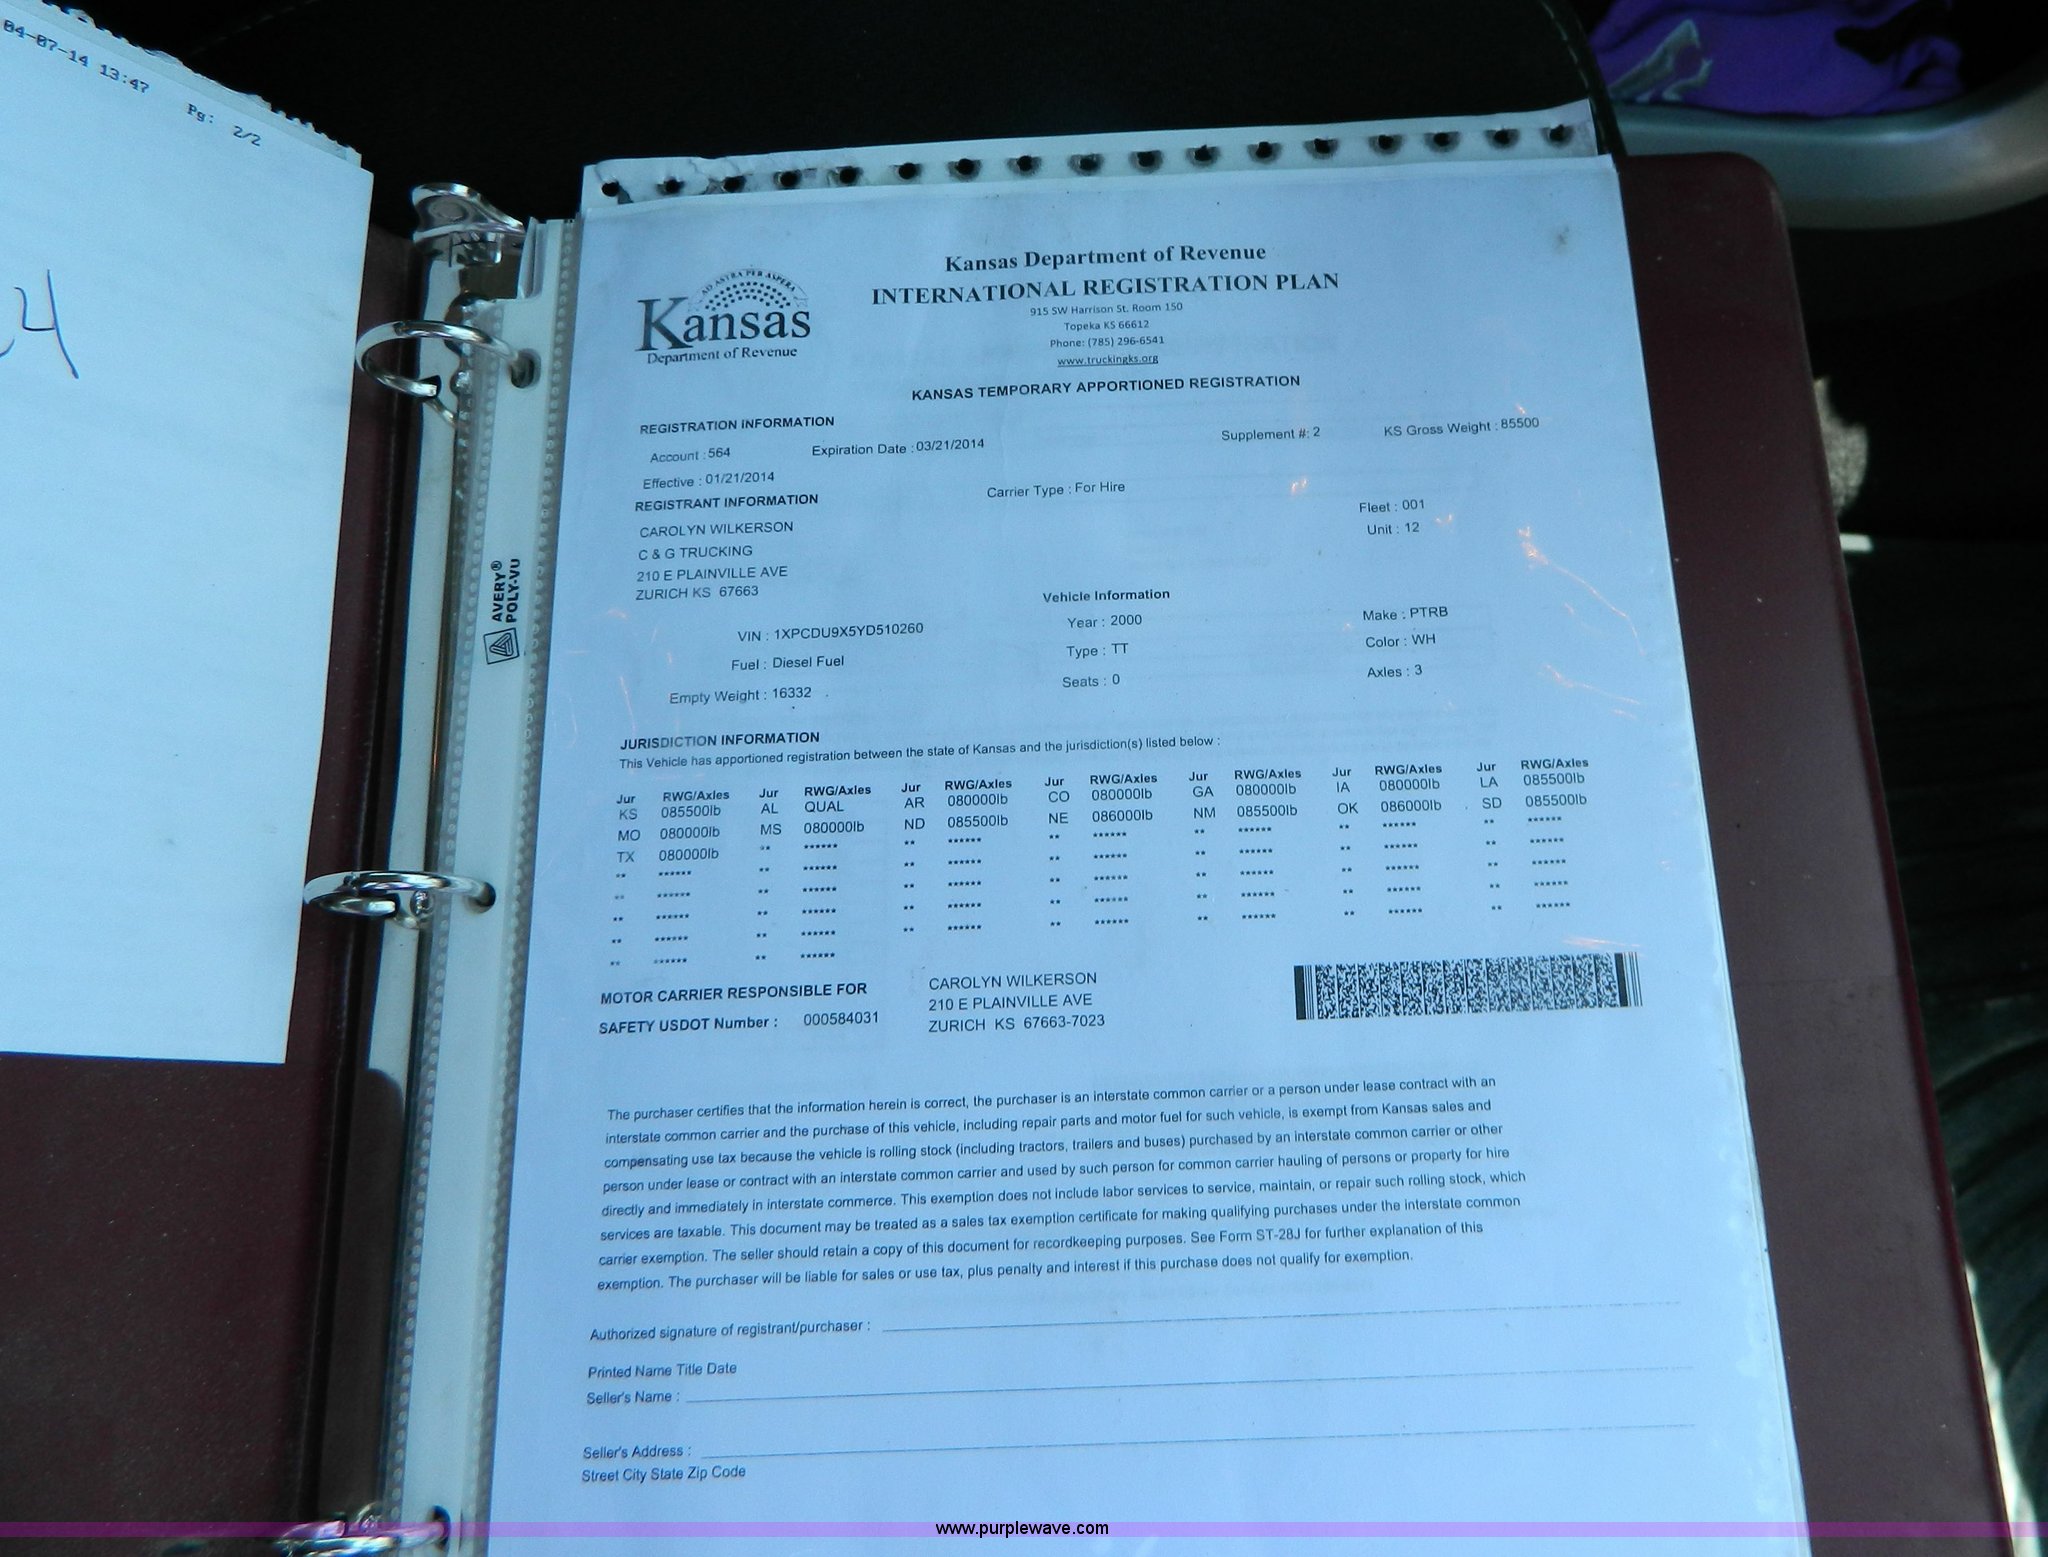 04-07-14 13:47 Pg: 2/2
4
AVERY®
POLY-VU
AD ASTRA PER ASPERA
Kansas
Department of Revenue
Kansas Department of Revenue
INTERNATIONAL REGISTRATION PLAN
915 SW Harrison St. Room 150
Topeka KS 66612
Phone: (785) 296-6541
www.truckingks.org
KANSAS TEMPORARY APPORTIONED REGISTRATION
REGISTRATION INFORMATION
Account : 564 Expiration Date : 03/21/2014 Supplement #: 2 KS Gross Weight : 85500
Effective : 01/21/2014
REGISTRANT INFORMATION Carrier Type : For Hire Fleet : 001
CAROLYN WILKERSON Unit : 12
C & G TRUCKING
210 E PLAINVILLE AVE
ZURICH KS 67663
Vehicle Information
VIN : 1XPCDU9X5YD510260 Year : 2000 Make : PTRB
Fuel : Diesel Fuel Type : TT Color : WH
Empty Weight : 16332 Seats : 0 Axles : 3
JURISDICTION INFORMATION
This Vehicle has apportioned registration between the state of Kansas and the jurisdiction(s) listed below :
Jur RWG/Axles Jur RWG/Axles Jur RWG/Axles Jur RWG/Axles Jur RWG/Axles Jur RWG/Axles Jur RWG/Axles
KS 085500lb AL QUAL AR 080000lb CO 080000lb GA 080000lb IA 080000lb LA 085500lb
MO 080000lb MS 080000lb ND 085500lb NE 086000lb NM 085500lb OK 086000lb SD 085500lb
TX 080000lb ** ****** ** ****** ** ****** ** ****** ** ****** ** ******
** ****** ** ****** ** ****** ** ****** ** ****** ** ****** ** ******
** ****** ** ****** ** ****** ** ****** ** ****** ** ****** ** ******
** ****** ** ****** ** ****** ** ****** ** ****** ** ****** ** ******
** ****** ** ****** ** ****** ** ****** ** ****** ** ****** ** ******
** ****** ** ******
MOTOR CARRIER RESPONSIBLE FOR
SAFETY USDOT Number : 000584031
CAROLYN WILKERSON
210 E PLAINVILLE AVE
ZURICH KS 67663-7023
The purchaser certifies that the information herein is correct, the purchaser is an interstate common carrier or a person under lease contract with an
interstate common carrier and the purchase of this vehicle, including repair parts and motor fuel for such vehicle, is exempt from Kansas sales and
compensating use tax because the vehicle is rolling stock (including tractors, trailers and buses) purchased by an interstate common carrier or other
person under lease or contract with an interstate common carrier and used by such person for common carrier hauling of persons or property for hire
directly and immediately in interstate commerce. This exemption does not include labor services to service, maintain, or repair such rolling stock, which
services are taxable. This document may be treated as a sales tax exemption certificate for making qualifying purchases under the interstate common
carrier exemption. The seller should retain a copy of this document for recordkeeping purposes. See Form ST-28J for further explanation of this
exemption. The purchaser will be liable for sales or use tax, plus penalty and interest if this purchase does not qualify for exemption.
Authorized signature of registrant/purchaser :
Printed Name Title Date
Seller's Name :
Seller's Address :
Street City State Zip Code
www.purplewave.com